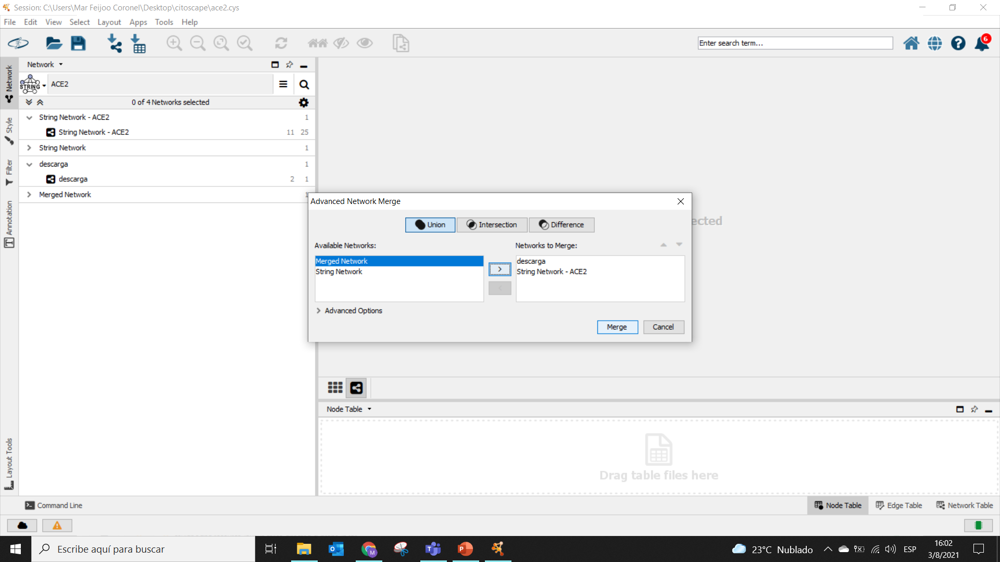 Session: C:\Users\Mar Feijoo Coronel\Desktop\citoscape\ace2.cys
File Edit View Select Layout Apps Tools Help
Enter search term...
6
Network
STRING ACE2
0 of 4 Networks selected
String Network - ACE2 1
String Network - ACE2 11 25
String Network 1
descarga 1
descarga 2 1
Merged Network 1
Network
Style
Filter
Annotation
T
Layout Tools
ected
Advanced Network Merge
Union Intersection Difference
Available Networks: Networks to Merge:
Merged Network descarga
String Network String Network - ACE2
> <
Advanced Options
Merge Cancel
Node Table
Drag table files here
Command Line Node Table Edge Table Network Table
Escribe aquí para buscar
23°C Nublado ESP 16:02
3/8/2021